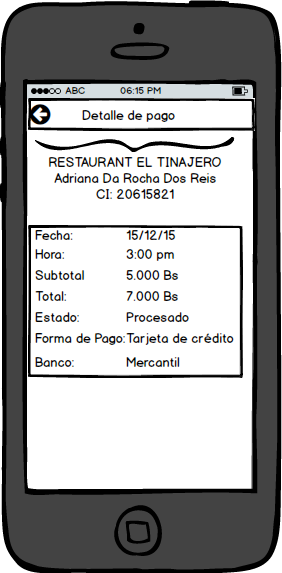 ABC 06:15 PM
Detalle de pago
RESTAURANT EL TINAJERO
Adriana Da Rocha Dos Reis
CI: 20615821
Fecha: 15/12/15
Hora: 3:00 pm
Subtotal 5.000 Bs
Total: 7.000 Bs
Estado: Procesado
Forma de Pago: Tarjeta de crédito
Banco: Mercantil